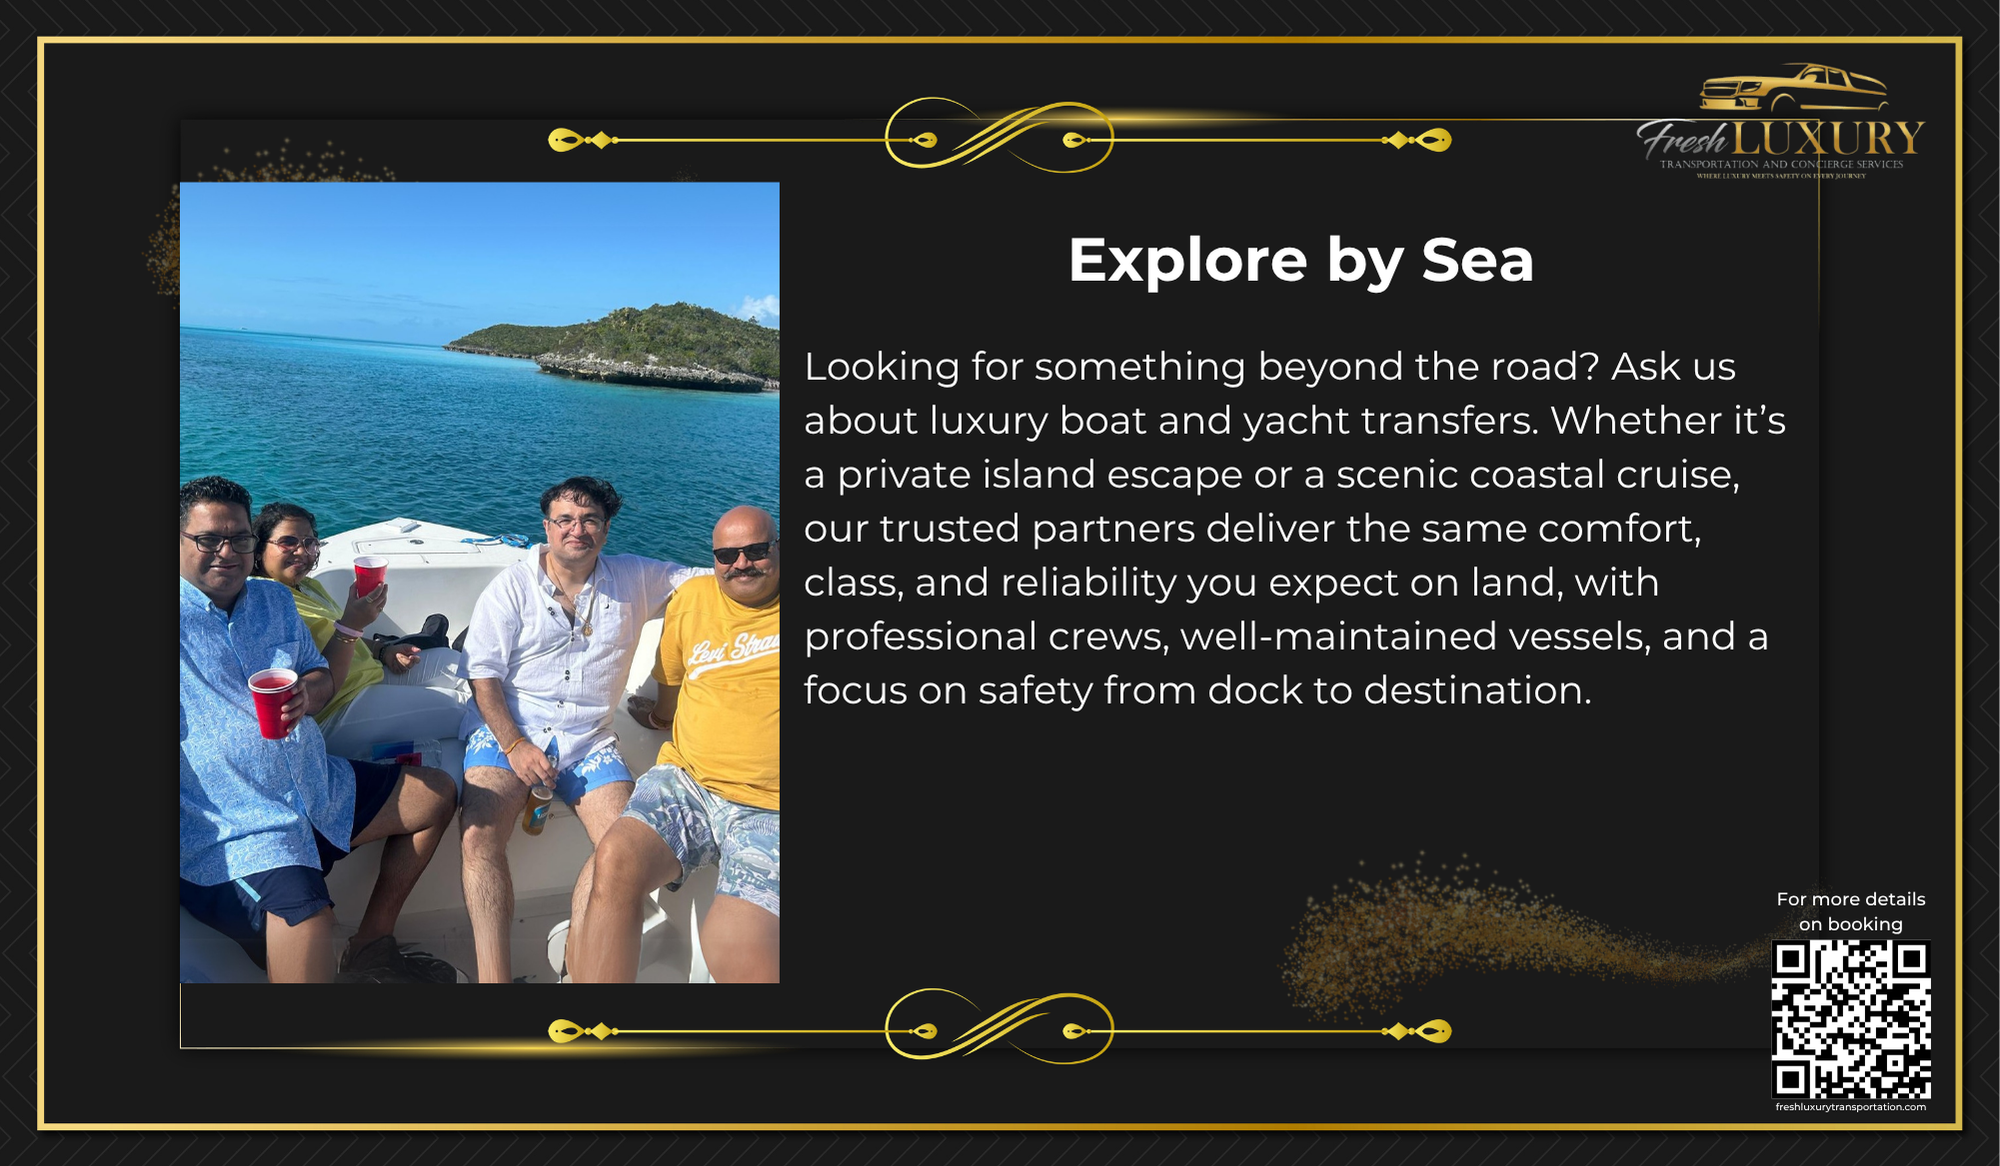 Fresh LUXURY
TRANSPORTATION AND CONCIERGE SERVICES
WHERE LUXURY MEETS SAFETY ON EVERY JOURNEY
Explore by Sea
Looking for something beyond the road? Ask us
about luxury boat and yacht transfers. Whether it’s
a private island escape or a scenic coastal cruise,
our trusted partners deliver the same comfort,
class, and reliability you expect on land, with
professional crews, well-maintained vessels, and a
focus on safety from dock to destination.
Levi
For more details
on booking
freshluxurytransportation.com